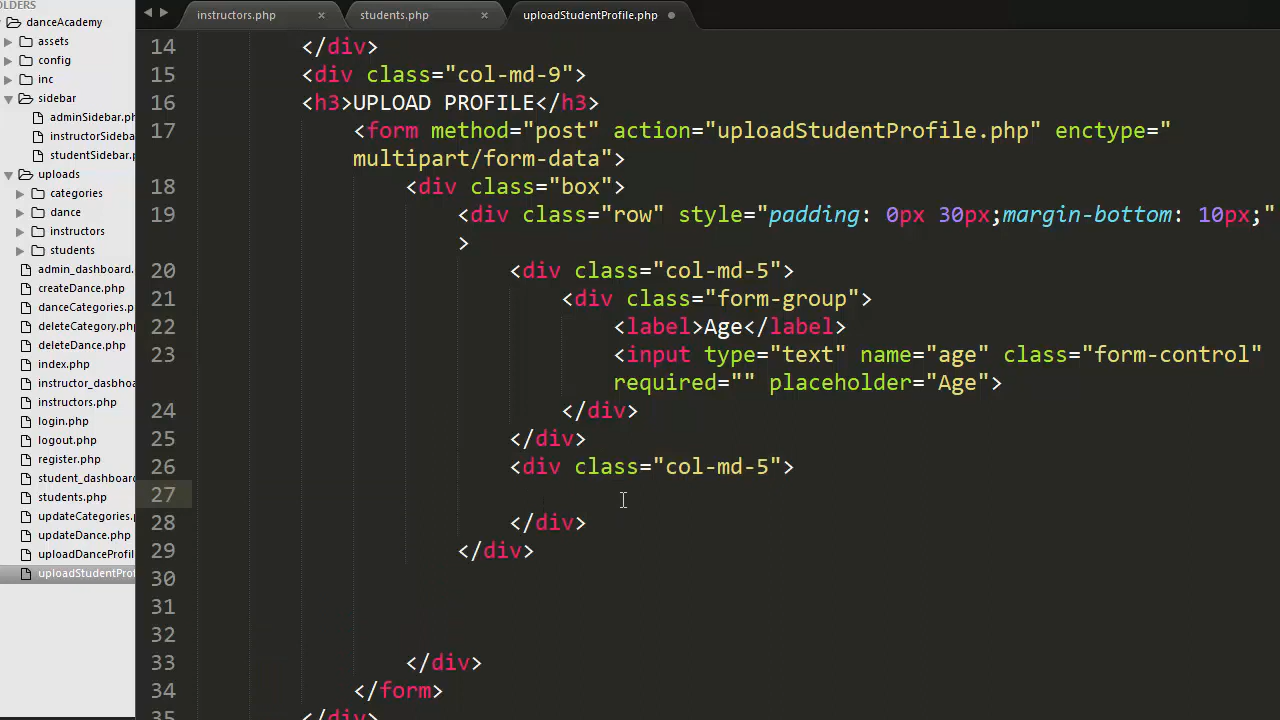 OLDERS
danceAcademy
assets
config
inc
sidebar
adminSidebar.ph
instructorSideba
studentSidebar.p
uploads
categories
dance
instructors
students
admin_dashboard.
createDance.php
danceCategories.p
deleteCategory.php
deleteDance.php
index.php
instructor_dashboa
instructors.php
login.php
logout.php
register.php
student_dashboard
students.php
updateCategories.p
updateDance.php
uploadDanceProfil
uploadStudentProf
instructors.php × students.php × uploadStudentProfile.php
14 </div>
15 <div class="col-md-9">
16 <h3>UPLOAD PROFILE</h3>
17 <form method="post" action="uploadStudentProfile.php" enctype="
multipart/form-data">
18 <div class="box">
19 <div class="row" style="padding: 0px 30px;margin-bottom: 10px;"
>
20 <div class="col-md-5">
21 <div class="form-group">
22 <label>Age</label>
23 <input type="text" name="age" class="form-control"
required="" placeholder="Age">
24 </div>
25 </div>
26 <div class="col-md-5">
27
28 </div>
29 </div>
30
31
32
33 </div>
34 </form>
35 </div>